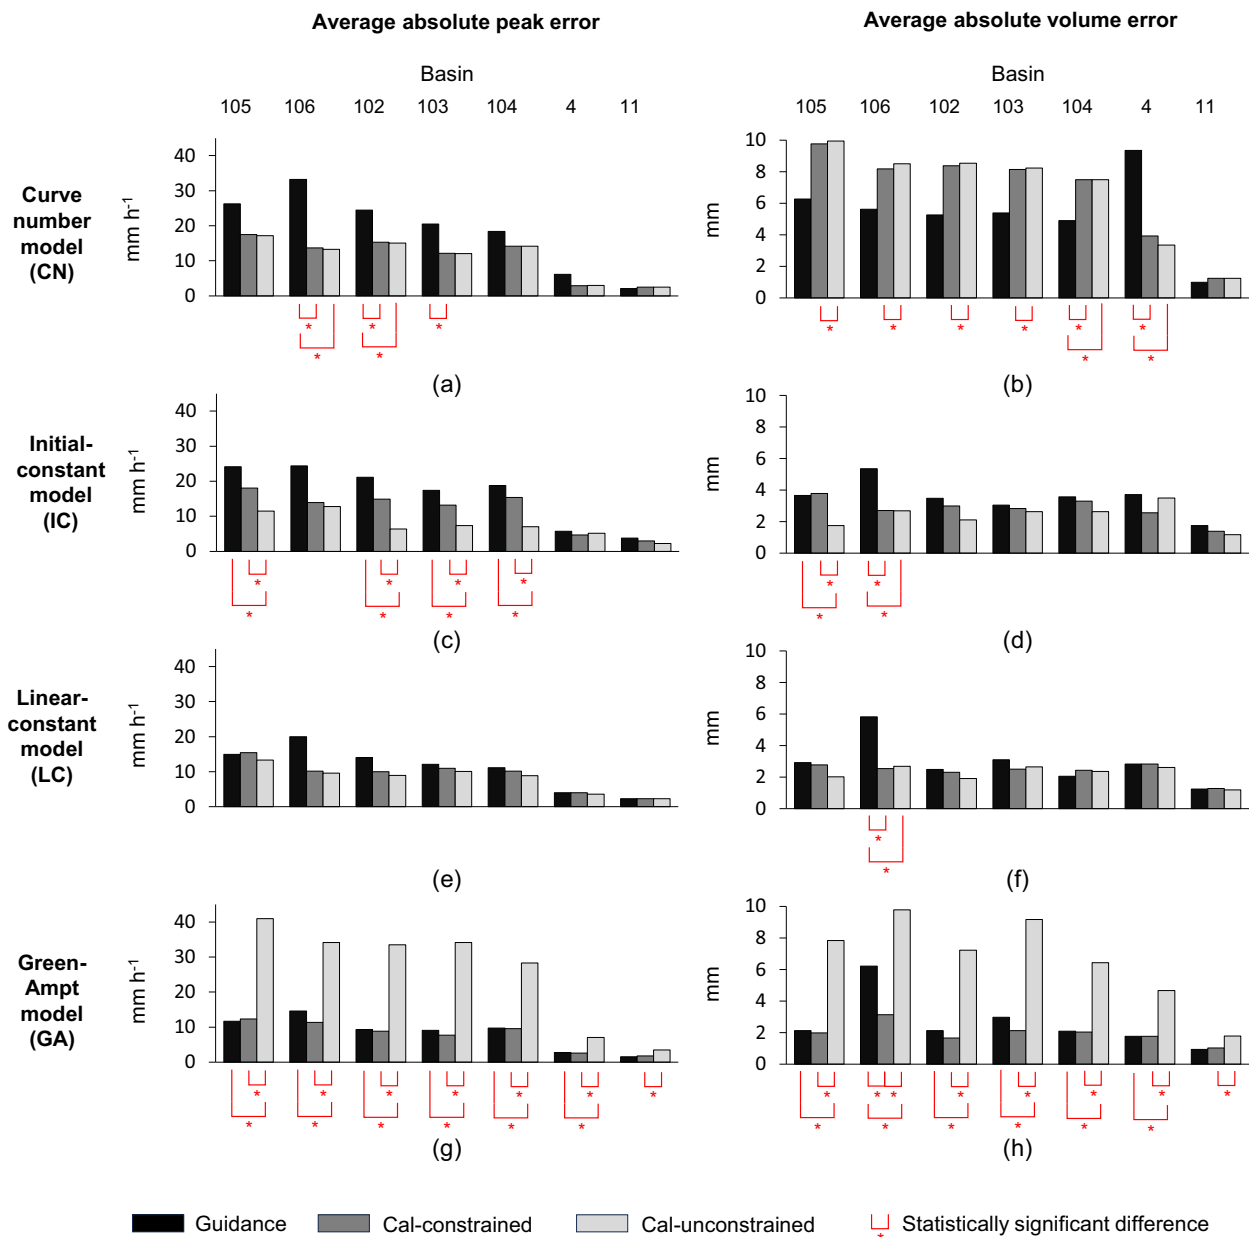 Average absolute peak error
Average absolute volume error
Basin
Basin
105 106 102 103 104 4 11
105 106 102 103 104 4 11
Curve
number
model
(CN)
mm h-1
40
30
20
10
0
* * *
* *
(a)
mm
10
8
6
4
2
0
* * * * * *
* *
(b)
Initial-
constant
model
(IC)
mm h-1
40
30
20
10
0
* * * *
* * * *
(c)
mm
10
8
6
4
2
0
* *
* *
(d)
Linear-
constant
model
(LC)
mm h-1
40
30
20
10
0
(e)
mm
10
8
6
4
2
0
*
*
(f)
Green-
Ampt
model
(GA)
mm h-1
40
30
20
10
0
* * * * * * *
* * * * * *
(g)
mm
10
8
6
4
2
0
* * * * * * * *
* * * * * *
(h)
Guidance Cal-constrained Cal-unconstrained * Statistically significant difference